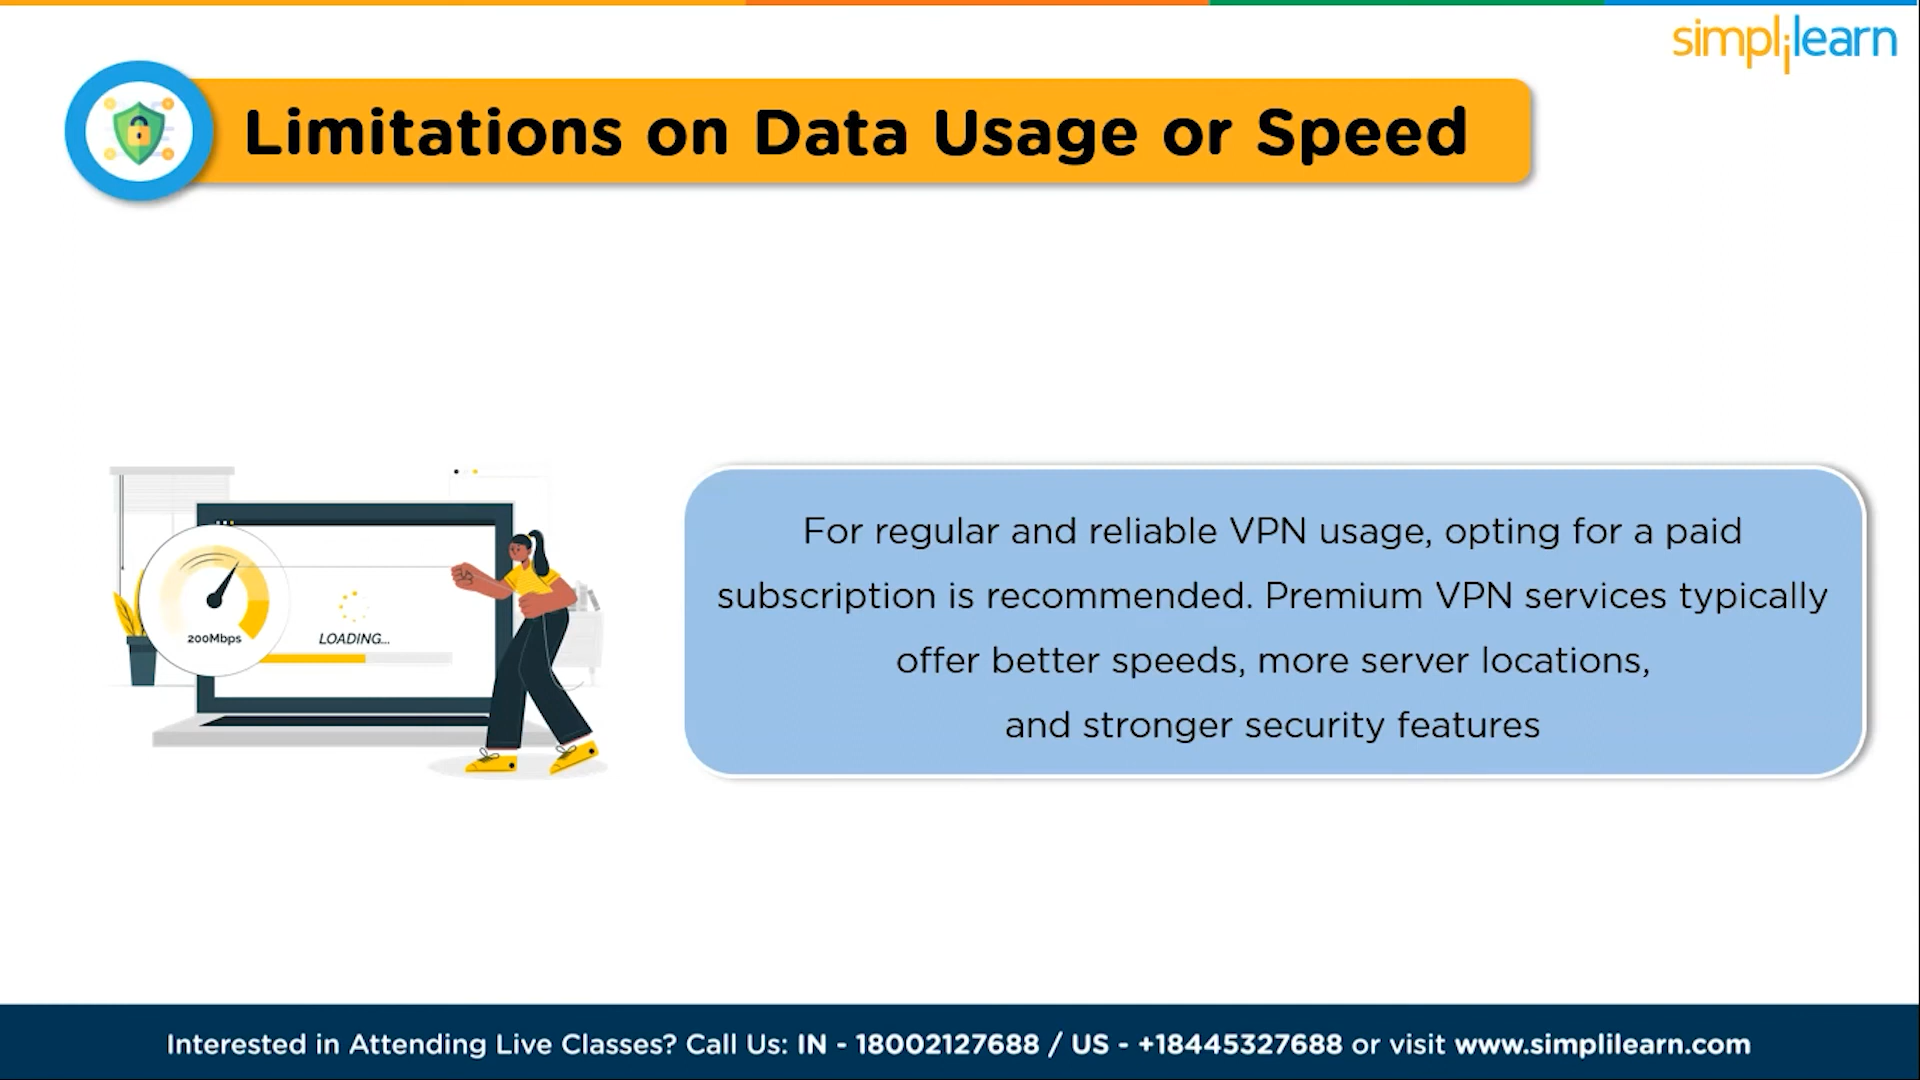 simplilearn
Limitations on Data Usage or Speed
200Mbps
LOADING...
For regular and reliable VPN usage, opting for a paid
subscription is recommended. Premium VPN services typically
offer better speeds, more server locations,
and stronger security features
Interested in Attending Live Classes? Call Us: IN - 18002127688 / US - +18445327688 or visit www.simplilearn.com